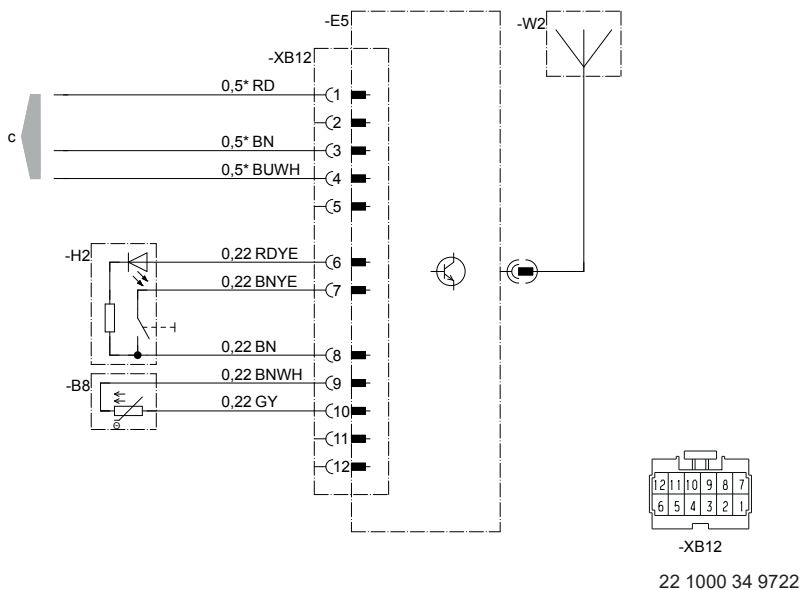 -E5
-W2
-XB12
0,5* RD
1
2
0,5* BN
3
c
0,5* BUWH
4
5
-H2
0,22 RDYE
6
0,22 BNYE
7
0,22 BN
8
-B8
0,22 BNWH
9
0,22 GY
10
11
12
12 11 10 9 8 7
6 5 4 3 2 1
-XB12
22 1000 34 9722